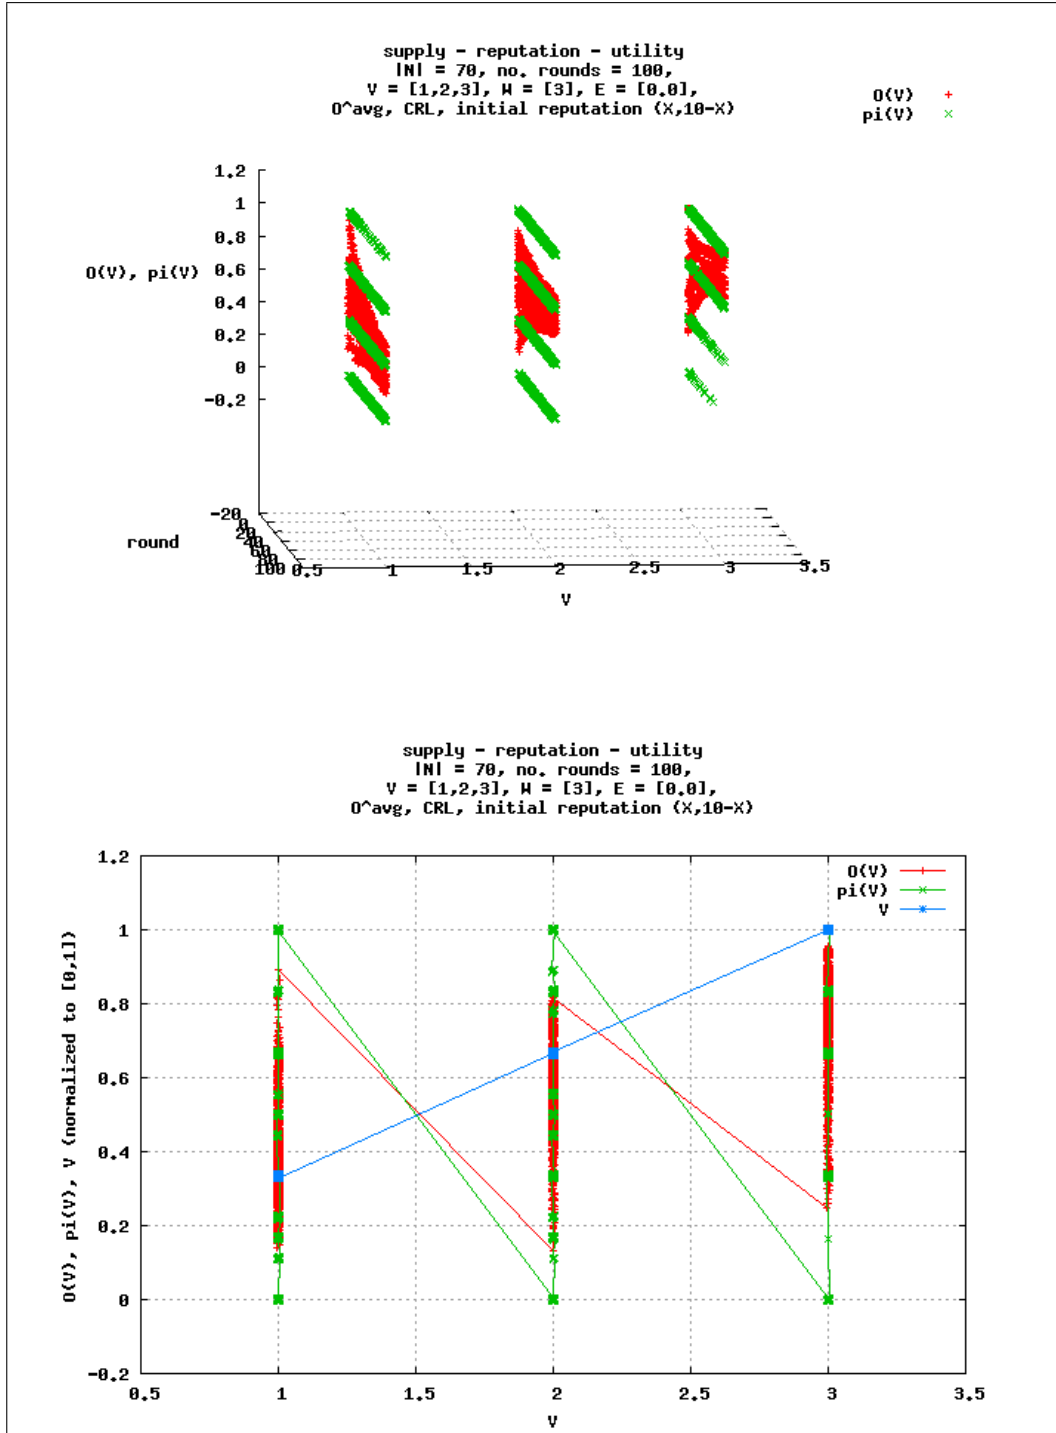 supply - reputation - utility
|N| = 70, no. rounds = 100,
V = [1,2,3], W = [3], E = [0.0],
O^avg, CRL, initial reputation (X,10-X)
O(V)
pi(V)
1.2
1
0.8
0.6
0.4
0.2
0
-0.2
O(V), pi(V)
-20
0
20
40
60
80
100
round
0.5
1
1.5
2
2.5
3
3.5
V
supply - reputation - utility
|N| = 70, no. rounds = 100,
V = [1,2,3], W = [3], E = [0.0],
O^avg, CRL, initial reputation (X,10-X)
O(V)
pi(V)
V
1.2
1
0.8
0.6
0.4
0.2
0
-0.2
O(V), pi(V), V (normalized to [0,1])
0.5
1
1.5
2
2.5
3
3.5
V